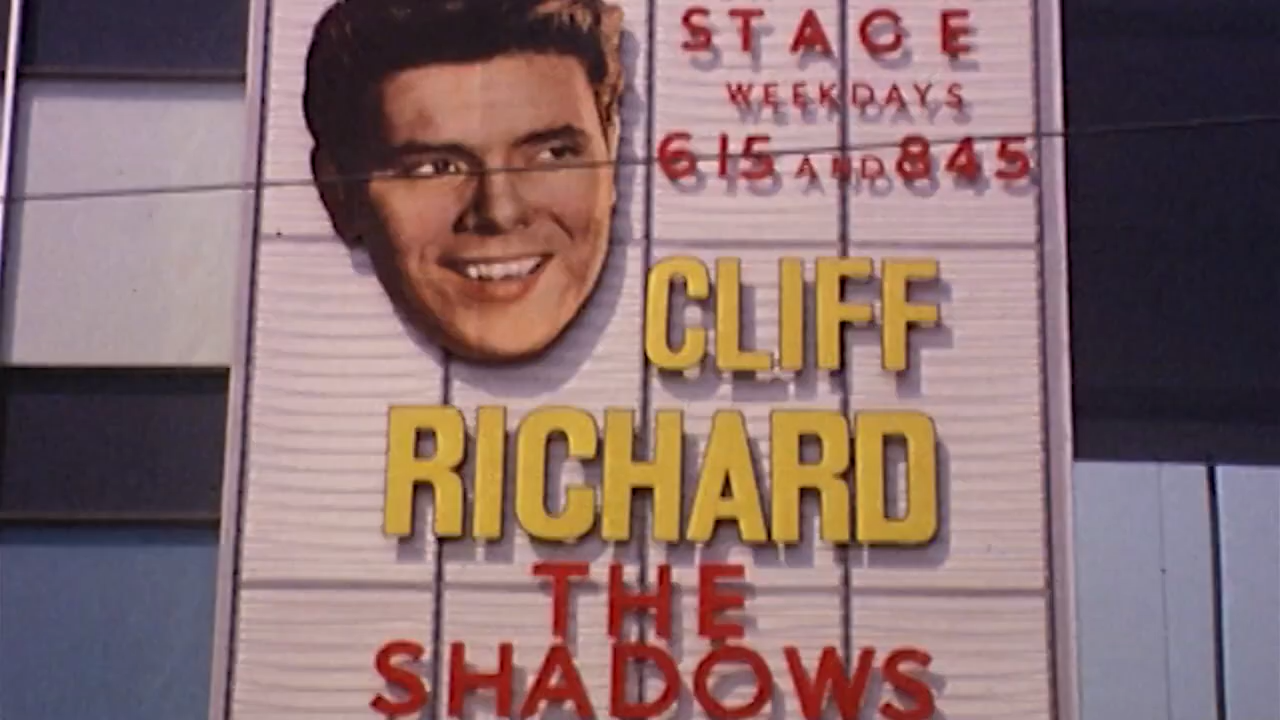 STAGE
WEEKDAYS
615 AND 845
CLIFF
RICHARD
THE
SHADOWS